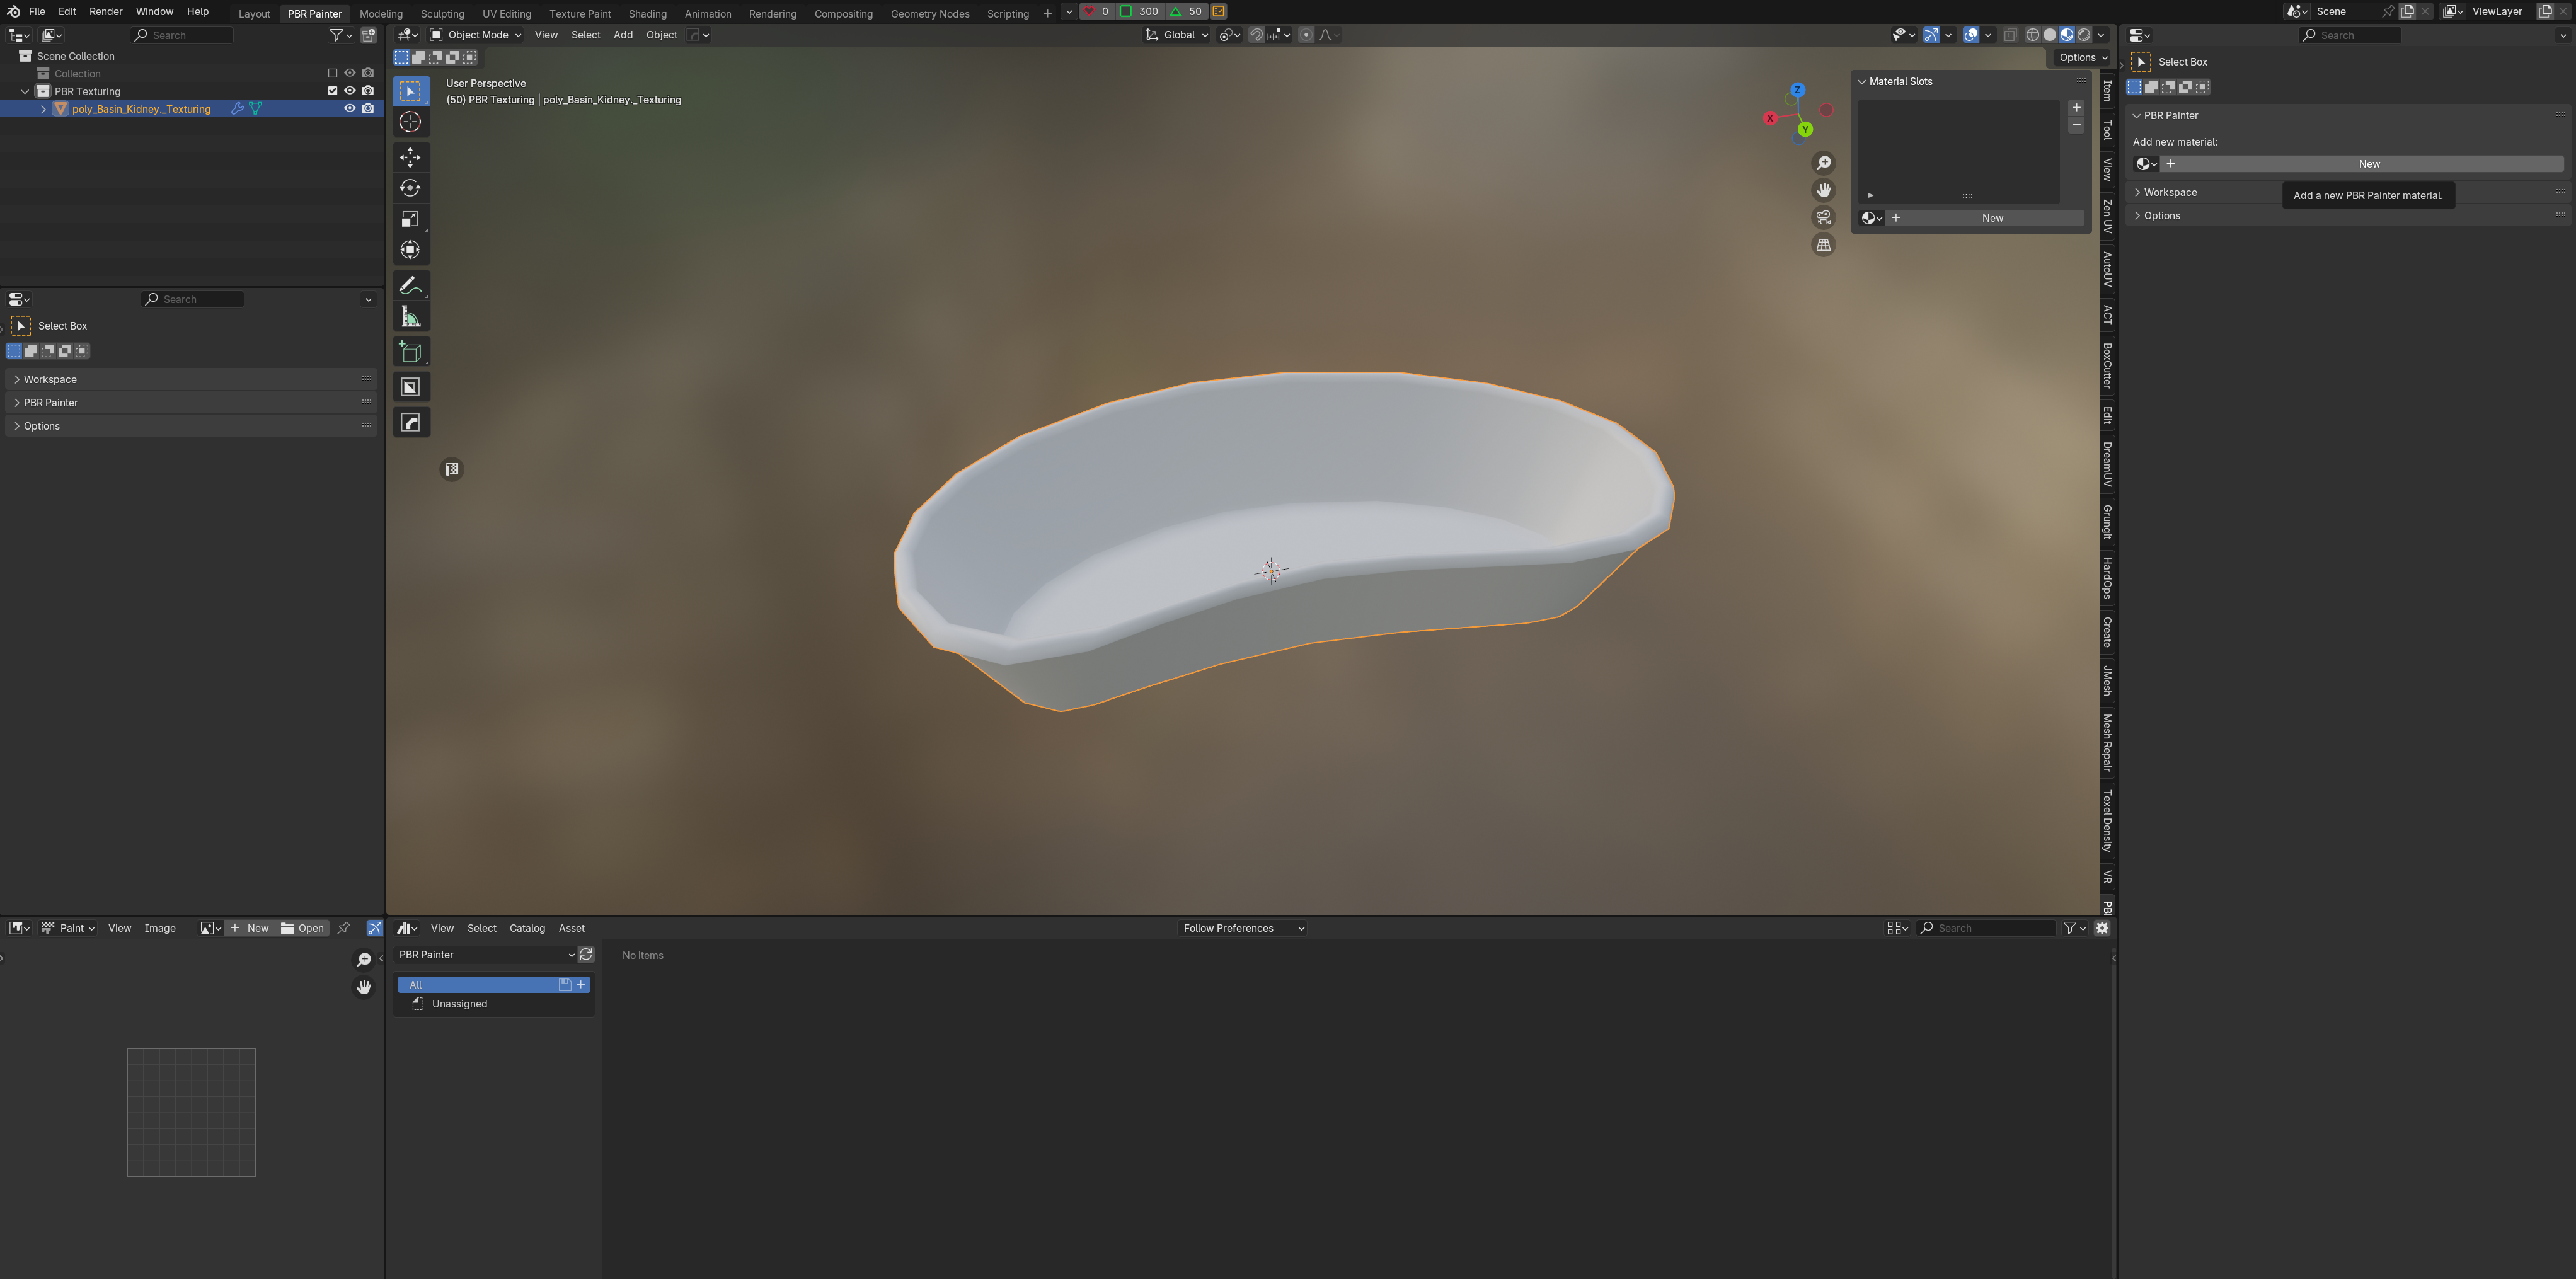 File Edit Render Window Help
Layout PBR Painter Modeling Sculpting UV Editing Texture Paint Shading Animation Rendering Compositing Geometry Nodes Scripting +
0 300 50
Scene
ViewLayer
Search
Scene Collection
Collection
PBR Texturing
poly_Basin_Kidney._Texturing
Search
Select Box
Workspace
PBR Painter
Options
Object Mode View Select Add Object
Global
Options
User Perspective
(50) PBR Texturing | poly_Basin_Kidney._Texturing
Z
X
Y
Material Slots
New
Item
Tool
View
Zen UV
AutoUV
ACT
BoxCutter
Edit
DreamUV
Grungit
HardOps
Create
JMesh
Mesh Repair
Texel Density
VR
PB
Search
Select Box
PBR Painter
Add new material:
New
Workspace
Add a new PBR Painter material.
Options
Paint View Image
New Open
View Select Catalog Asset
Follow Preferences
Search
PBR Painter
All
Unassigned
No items